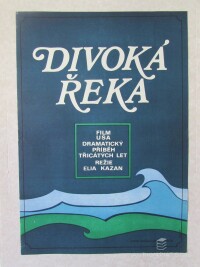 DIVOKÁ
ŘEKA
FILM
USA
DRAMATICKÝ
PŘÍBĚH
TŘICÁTÝCH LET
REŽIE
ELIA KAZAN